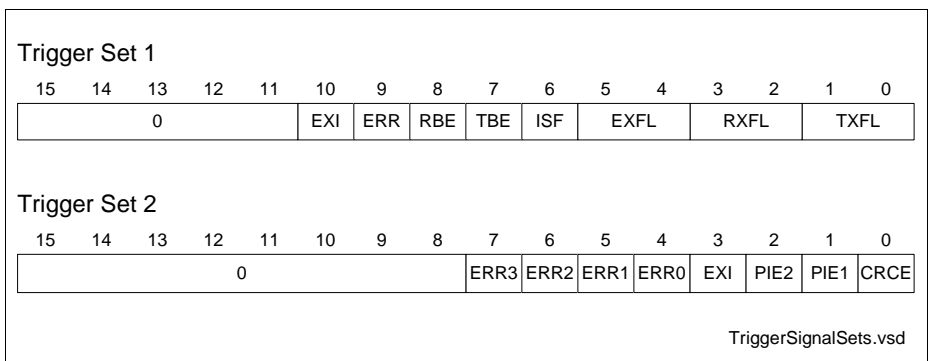 Trigger Set 1
15 14 13 12 11 10 9 8 7 6 5 4 3 2 1 0
0 EXI ERR RBE TBE ISF EXFL RXFL TXFL
Trigger Set 2
15 14 13 12 11 10 9 8 7 6 5 4 3 2 1 0
0 ERR3 ERR2 ERR1 ERR0 EXI PIE2 PIE1 CRCE
TriggerSignalSets.vsd